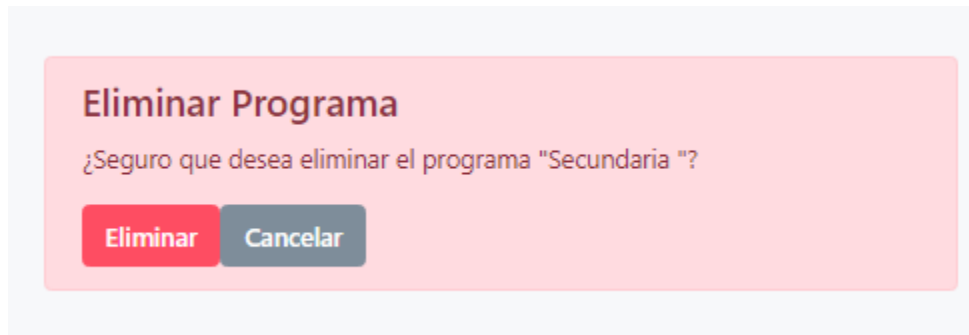 Eliminar Programa
¿Seguro que desea eliminar el programa "Secundaria "?
Eliminar Cancelar